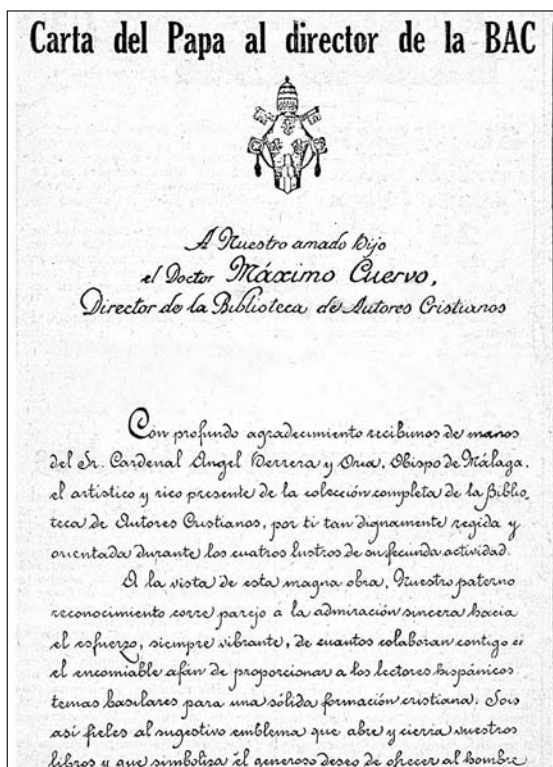 Carta del Papa al director de la BAC
A Nuestro amado Hijo
el Doctor Máximo Cuervo,
Director de la Biblioteca de Autores Cristianos
Con profundo agradecimiento recibimos de manos
del Sr. Cardenal Angel Herrera y Oria, Obispo de Málaga,
el artistico y rico presente de la colección completa de la Biblio-
teca de Autores Cristianos, por ti tan dignamente regida y
orientada durante los cuatros lustros de su fecunda actividad.
A la vista de esta magna obra, Nuestro paterno
reconocimiento corre parejo a la admiración sincera hacia
el esfuerzo, siempre vibrante, de cuantos colaboran contigo en
el encomiable afán de proporcionar a los lectores hispánicos
temas basilares para una sólida formación cristiana. Sois
asi fieles al sugestivo emblema que abre y cierra vuestros
libros y que simboliza el generoso deseo de ofrecer al hombre